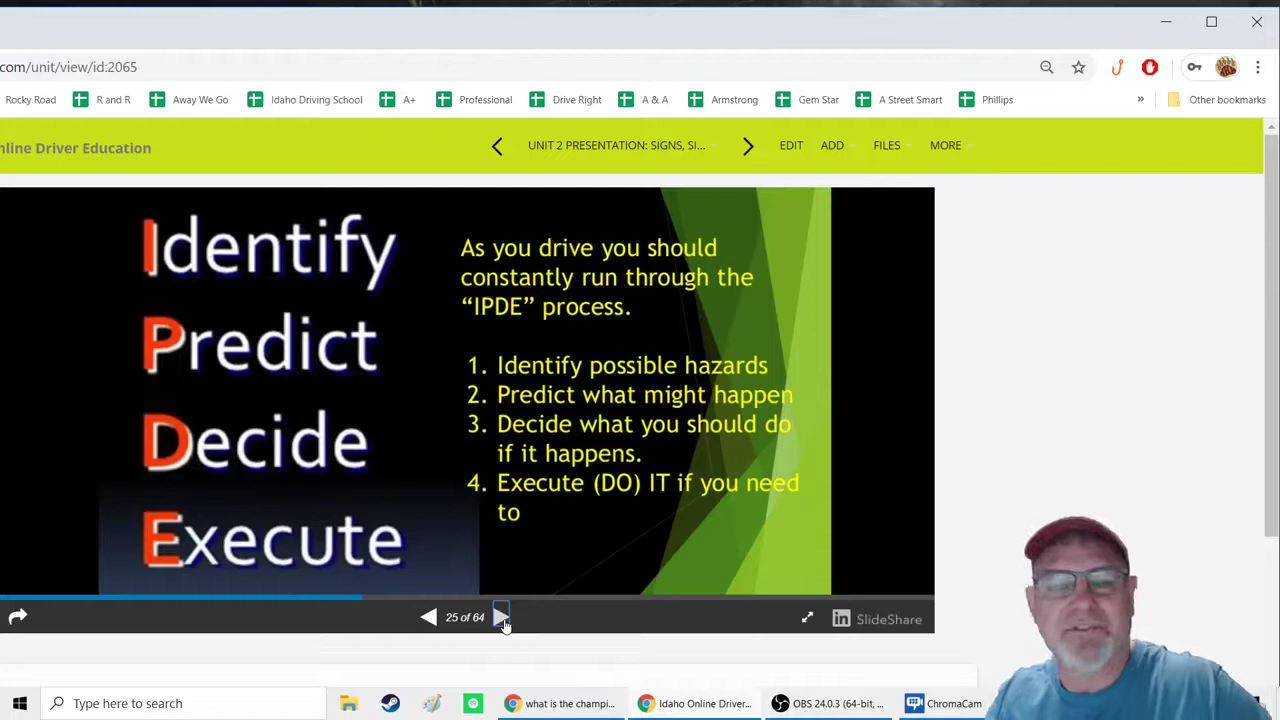 com/unit/view/id:2065
Rocky Road R and R Away We Go Idaho Driving School A+ Professional Drive Right A & A Armstrong Gem Star A Street Smart Phillips » Other bookmarks
nline Driver Education
UNIT 2 PRESENTATION: SIGNS, SI... EDIT ADD FILES MORE
Identify
Predict
Decide
Execute
As you drive you should
constantly run through the
“IPDE” process.
1. Identify possible hazards
2. Predict what might happen
3. Decide what you should do
if it happens.
4. Execute (DO) IT if you need
to
25 of 64
in SlideShare
Type here to search
what is the champi...
Idaho Online Driver...
OBS 24.0.3 (64-bit, ...
ChromaCam